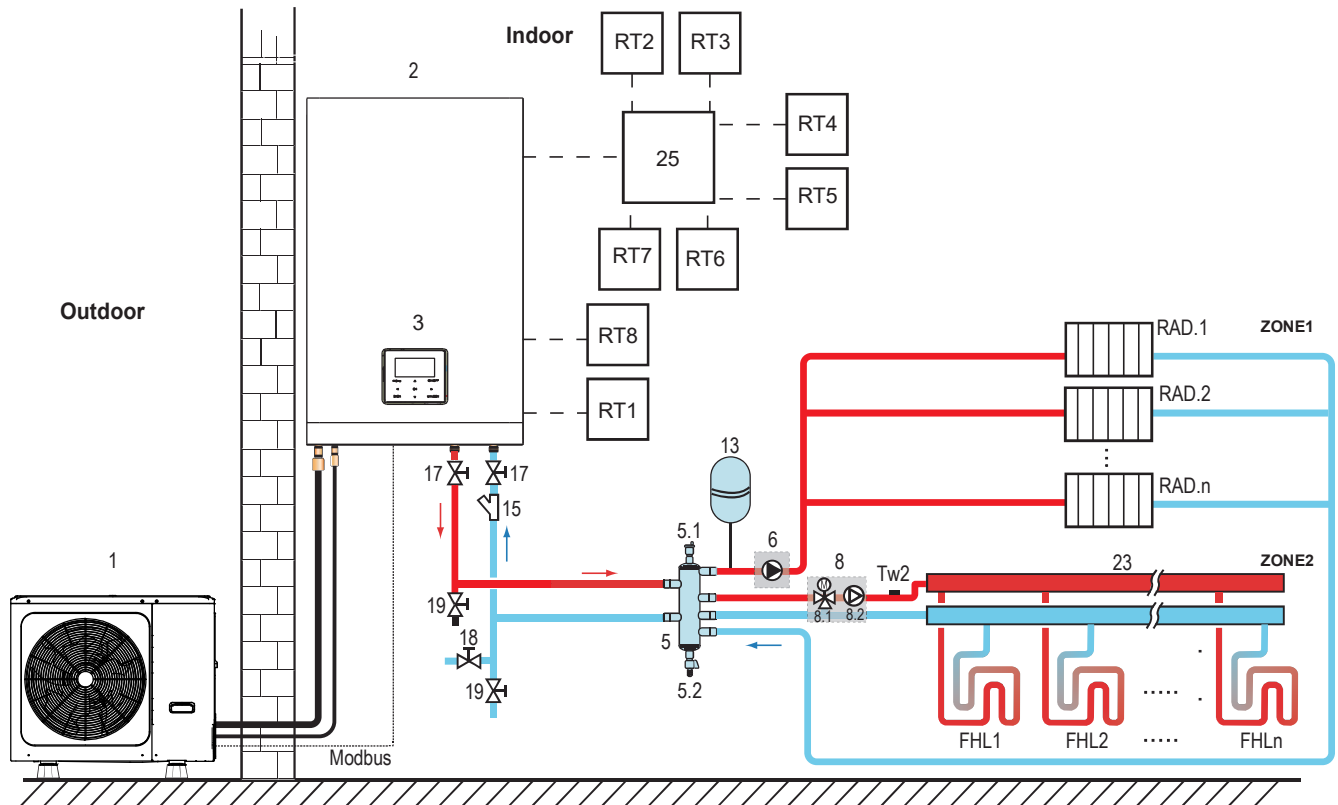 Indoor
RT2
RT3
2
RT4
25
RT5
RT7
RT6
Outdoor
3
RT8
RAD.1
ZONE1
RT1
RAD.2
13
17
17
RAD.n
15
5.1
6
1
8
Tw2
23
ZONE2
M
8.1
8.2
19
18
5
19
5.2
FHL1
FHL2
FHLn
Modbus